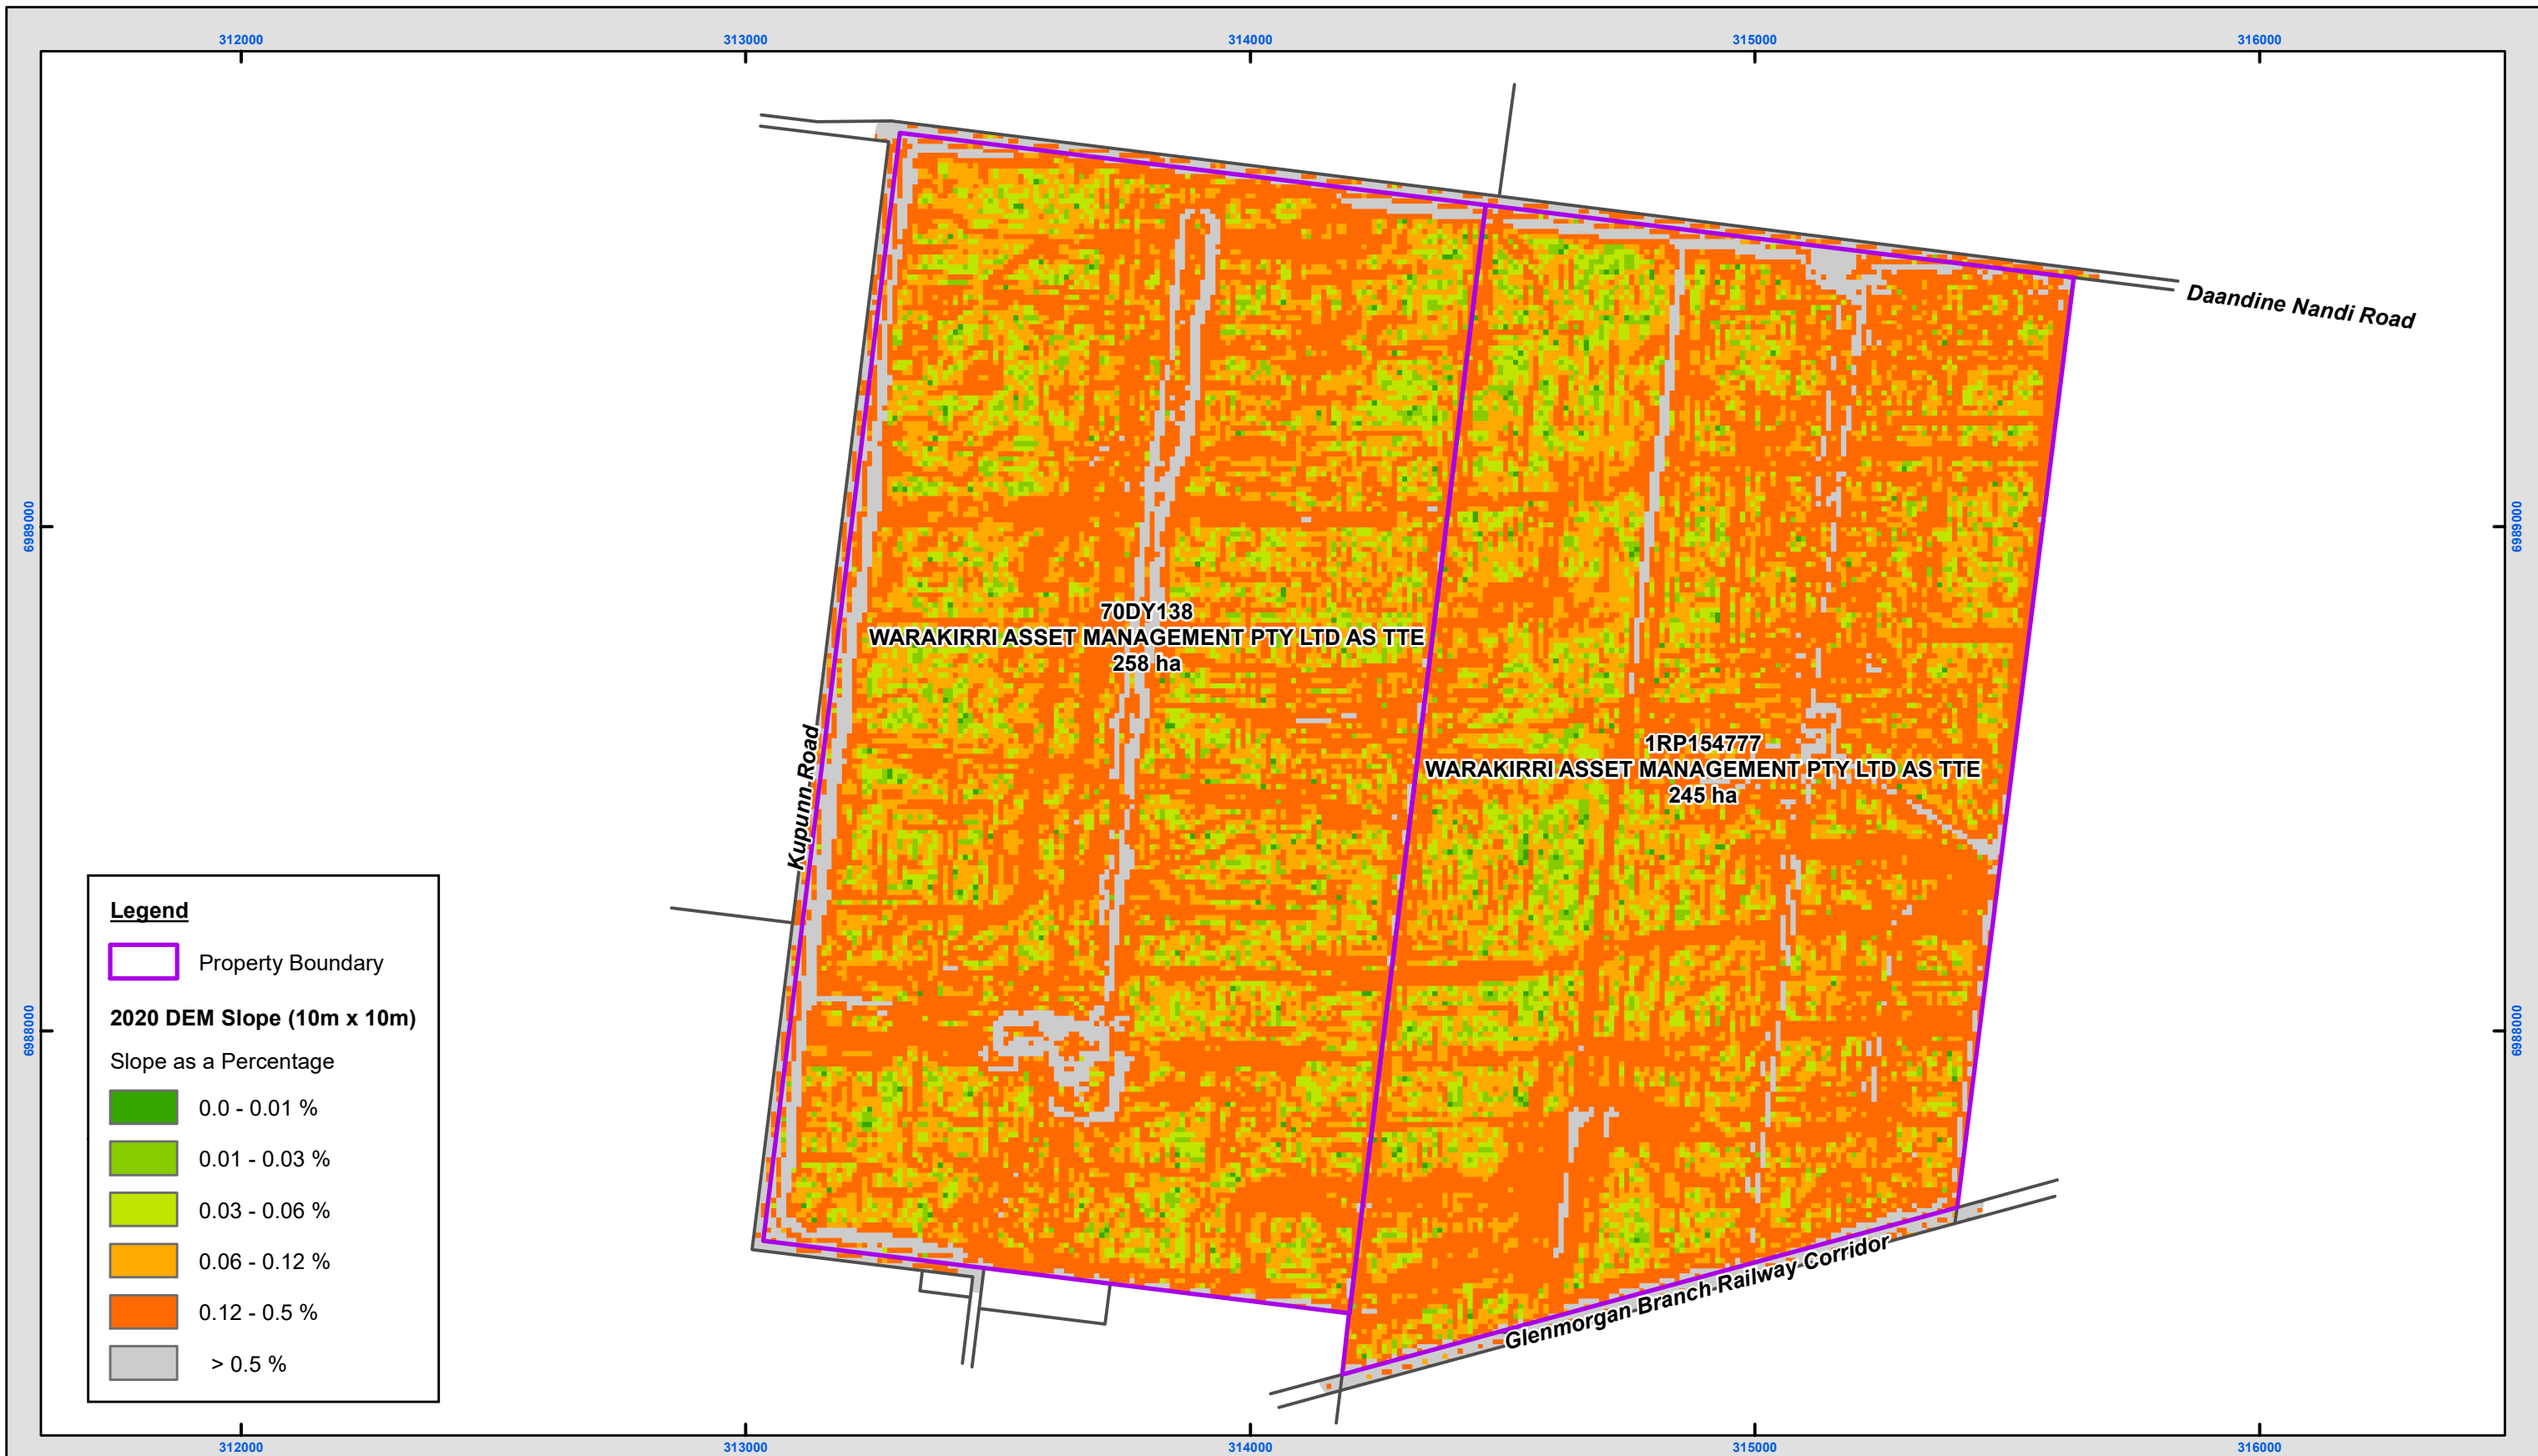 312000
313000
314000
315000
316000
Daandine Nandi Road
6989000
6989000
70DY138
WARAKIRRI ASSET MANAGEMENT PTY LTD AS TTE
258 ha
1RP154777
WARAKIRRI ASSET MANAGEMENT PTY LTD AS TTE
245 ha
Kupunn Road
Legend
Property Boundary
2020 DEM Slope (10m x 10m)
Slope as a Percentage
0.0 - 0.01 %
0.01 - 0.03 %
0.03 - 0.06 %
0.06 - 0.12 %
0.12 - 0.5 %
> 0.5 %
6988000
6988000
Glenmorgan Branch Railway Corridor
312000
313000
314000
315000
316000